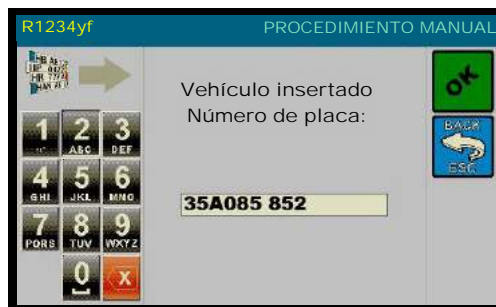 R1234yf PROCEDIMIENTO MANUAL
Vehículo insertado
Número de placa:
35A085 852
OK
BACK
ESC
1 2 3
ABC DEF
4 5 6
GHI JKL MNO
7 8 9
PQRS TUV WXYZ
0 X